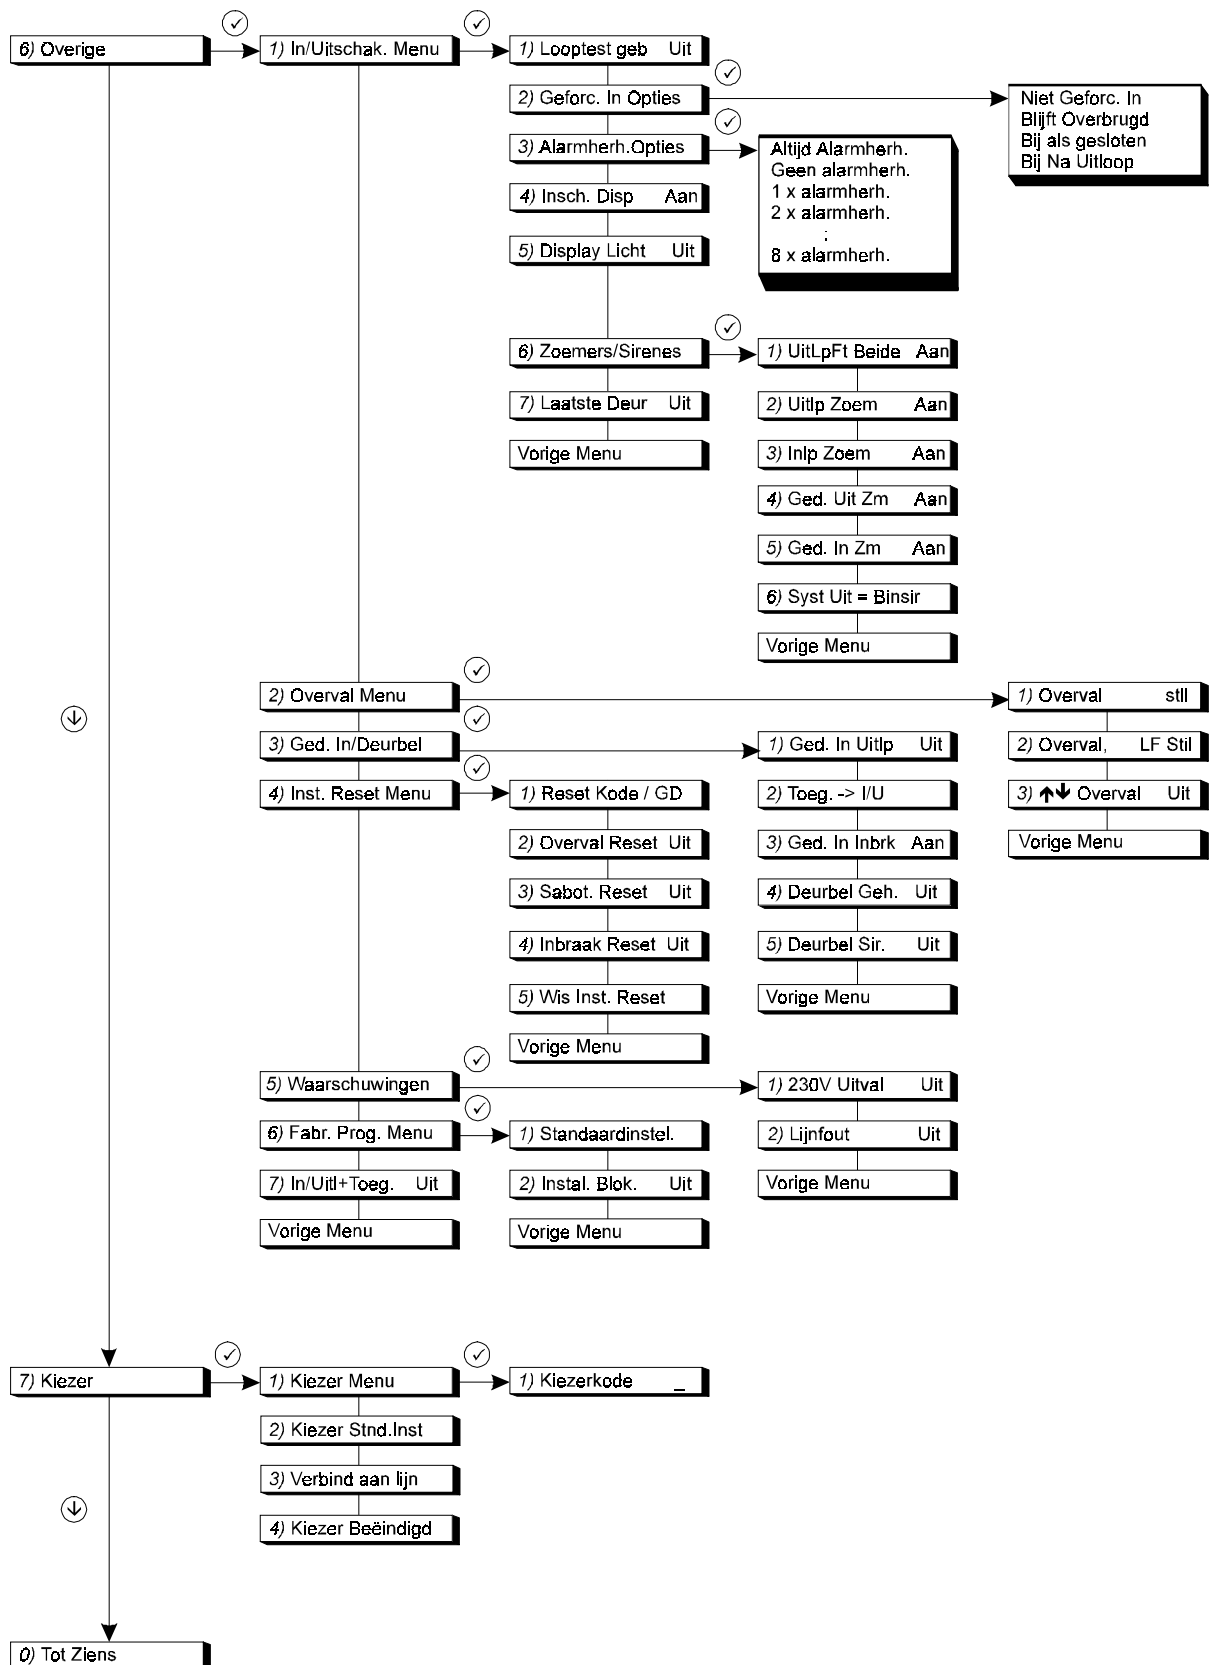 6) Overige
1) In/Uitschak. Menu
1) Looptest geb Uit
2) Geforc. In Opties
Niet Geforc. In
Blijft Overbrugd
Bij als gesloten
Bij Na Uitloop
3) Alarmherh.Opties
Altijd Alarmherh.
Geen alarmherh.
1 x alarmherh.
2 x alarmherh.
:
8 x alarmherh.
4) Insch. Disp Aan
5) Display Licht Uit
6) Zoemers/Sirenes
1) UitLpFt Beide Aan
2) Uitlp Zoem Aan
3) Inlp Zoem Aan
4) Ged. Uit Zm Aan
5) Ged. In Zm Aan
6) Syst Uit = Binsir
Vorige Menu
7) Laatste Deur Uit
Vorige Menu
2) Overval Menu
1) Overval stll
2) Overval, LF Stil
3) ↑↓ Overval Uit
Vorige Menu
3) Ged. In/Deurbel
1) Ged. In Uitlp Uit
2) Toeg. -> I/U
3) Ged. In Inbrk Aan
4) Deurbel Geh. Uit
5) Deurbel Sir. Uit
Vorige Menu
4) Inst. Reset Menu
1) Reset Kode / GD
2) Overval Reset Uit
3) Sabot. Reset Uit
4) Inbraak Reset Uit
5) Wis Inst. Reset
Vorige Menu
5) Waarschuwingen
1) 230V Uitval Uit
2) Lijnfout Uit
Vorige Menu
6) Fabr. Prog. Menu
1) Standaardinstel.
2) Instal. Blok. Uit
Vorige Menu
7) In/Uitl+Toeg. Uit
Vorige Menu
7) Kiezer
1) Kiezer Menu
1) Kiezerkode _
2) Kiezer Stnd.Inst
3) Verbind aan lijn
4) Kiezer Beëindigd
0) Tot Ziens